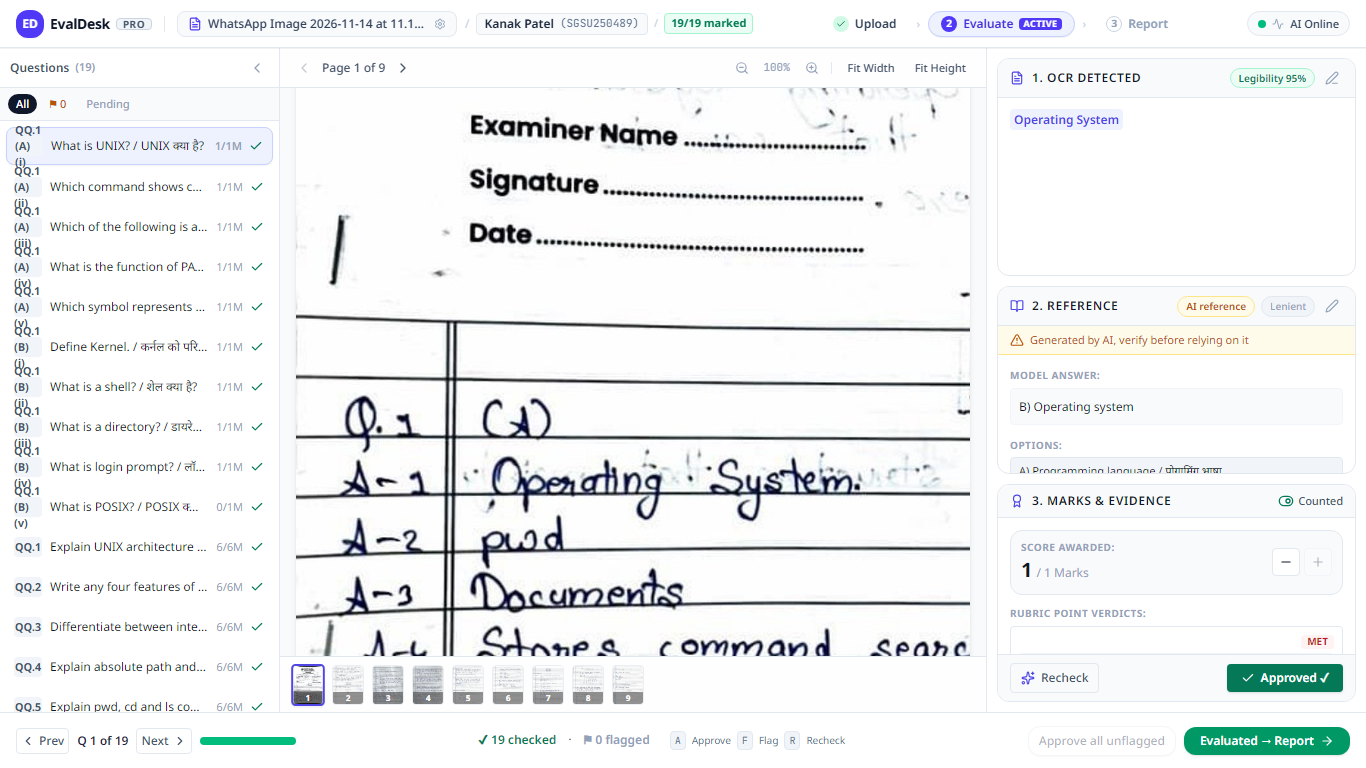 ED EvalDesk PRO WhatsApp Image 2026-11-14 at 11.1... / Kanak Patel (SGSU250489) / 19/19 marked Upload 2 Evaluate ACTIVE 3 Report AI Online
Questions (19)
All 0 Pending
QQ.1 (A) (i) What is UNIX? / UNIX क्या है? 1/1M
QQ.1 (A) (ii) Which command shows c... 1/1M
QQ.1 (A) (iii) Which of the following is a... 1/1M
QQ.1 (A) (iv) What is the function of PA... 1/1M
QQ.1 (A) (v) Which symbol represents ... 1/1M
QQ.1 (B) (i) Define Kernel. / कर्नल को परि... 1/1M
QQ.1 (B) (ii) What is a shell? / शेल क्या है? 1/1M
QQ.1 (B) (iii) What is a directory? / डायरे... 1/1M
QQ.1 (B) (iv) What is login prompt? / लॉ... 1/1M
QQ.1 (B) (v) What is POSIX? / POSIX क... 0/1M
QQ.1 Explain UNIX architecture ... 6/6M
QQ.2 Write any four features of ... 6/6M
QQ.3 Differentiate between inte... 6/6M
QQ.4 Explain absolute path and... 6/6M
QQ.5 Explain pwd, cd and ls co... 6/6M
Page 1 of 9 100% Fit Width Fit Height
Examiner Name
Signature
Date
Q.1 (A)
A-1 Operating System.
A-2 pwd
A-3 Documents
A-4 Stores command searc
1 2 3 4 5 6 7 8 9
1. OCR DETECTED Legibility 95%
Operating System
2. REFERENCE AI reference Lenient
Generated by AI, verify before relying on it
MODEL ANSWER:
B) Operating system
OPTIONS:
A) Programming language / प्रोग्रामिंग भाषा
3. MARKS & EVIDENCE Counted
SCORE AWARDED:
1 / 1 Marks
RUBRIC POINT VERDICTS:
MET
Recheck Approved ✓
Prev Q 1 of 19 Next ✓ 19 checked · 0 flagged A Approve F Flag R Recheck Approve all unflagged Evaluated → Report →